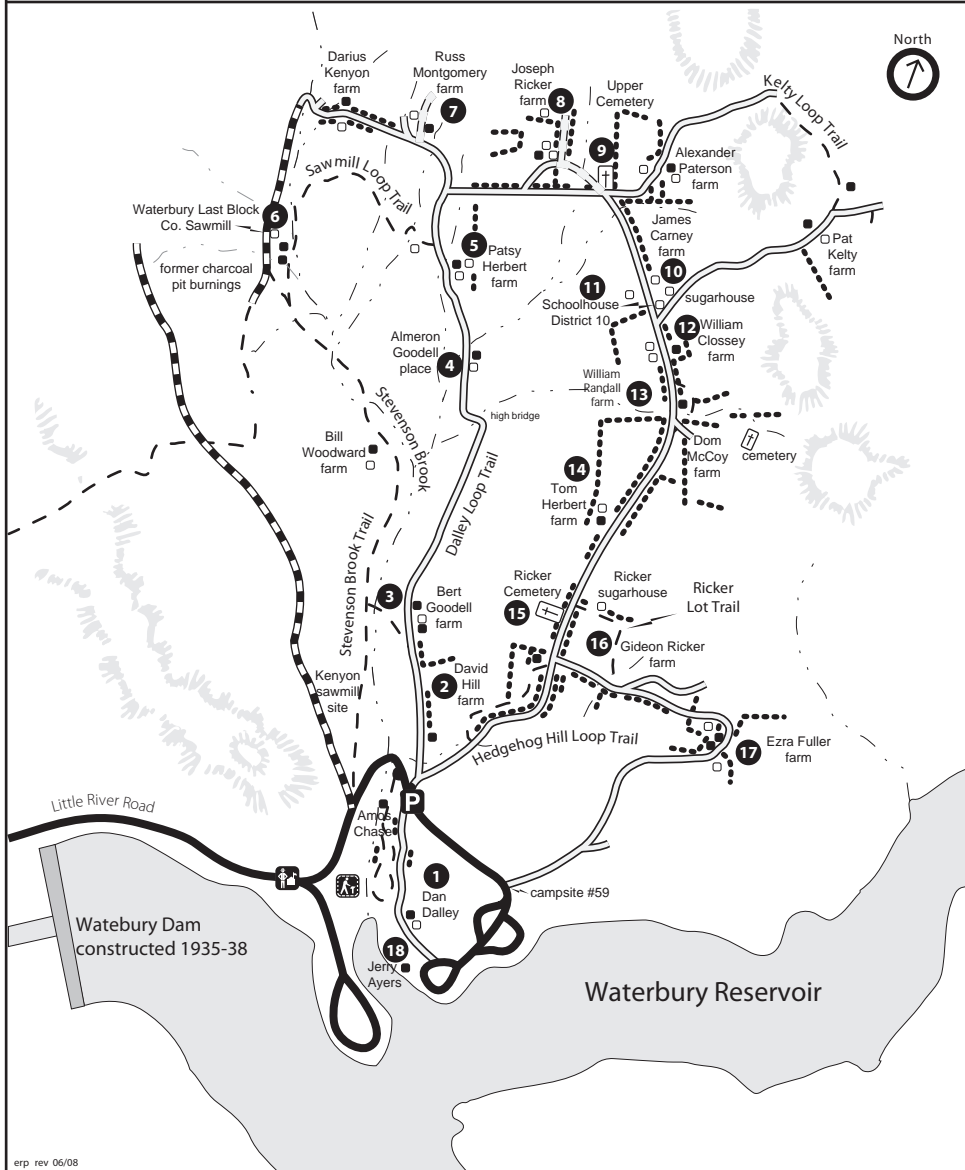 North
Darius
Kenyon
farm
Russ
Montgomery
farm
7
Joseph
Ricker
farm
8
Upper
Cemetery
9
Kelty Loop Trail
Sawmill Loop Trail
Alexander
Paterson
farm
Waterbury Last Block
Co. Sawmill
6
former charcoal
pit burnings
5
Patsy
Herbert
farm
James
Carney
farm
10
Pat
Kelty
farm
11
Schoolhouse
District 10
sugarhouse
12
William
Clossey
farm
Almeron
Goodell
place
4
William
Randall
farm
13
high bridge
Stevenson Brook
Bill
Woodward
farm
Dom
McCoy
farm
cemetery
14
Tom
Herbert
farm
Dalley Loop Trail
Stevenson Brook Trail
3
Bert
Goodell
farm
Ricker
Cemetery
15
Ricker
sugarhouse
Ricker
Lot Trail
16
Gideon Ricker
farm
Kenyon
sawmill
site
2
David
Hill
farm
Hedgehog Hill Loop Trail
17
Ezra Fuller
farm
Little River Road
P
Amos
Chase
1
Dan
Dalley
campsite #59
18
Jerry
Ayers
Watebury Dam
constructed 1935-38
Waterbury Reservoir
erp rev 06/08